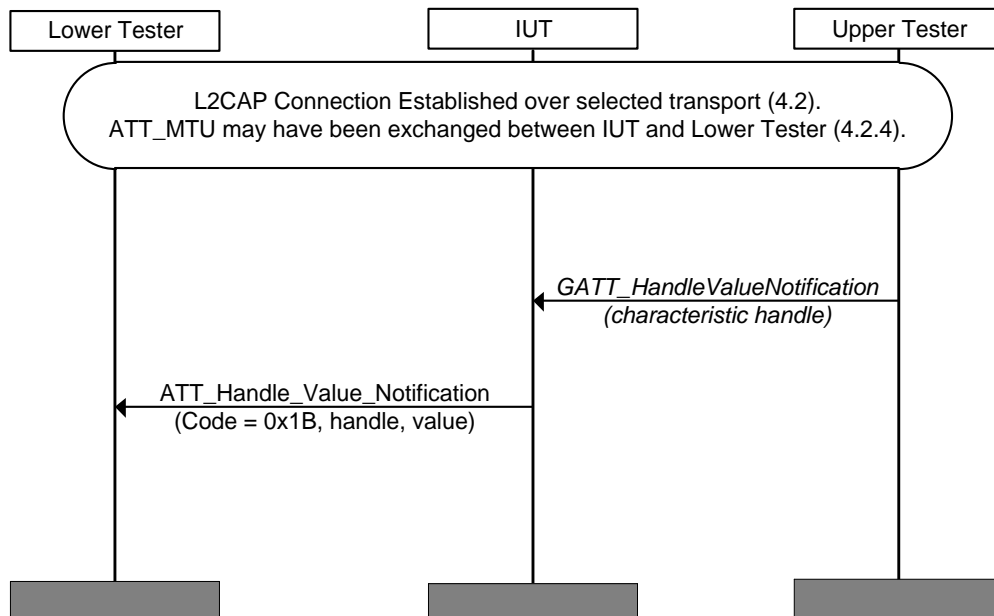 Lower Tester
IUT
Upper Tester
L2CAP Connection Established over selected transport (4.2).
ATT_MTU may have been exchanged between IUT and Lower Tester (4.2.4).
GATT_HandleValueNotification
(characteristic handle)
ATT_Handle_Value_Notification
(Code = 0x1B, handle, value)